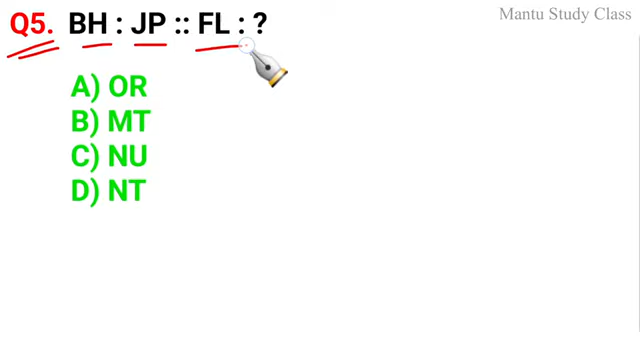 Mantu Study Class
Q5. BH : JP :: FL : ?
A) OR
B) MT
C) NU
D) NT